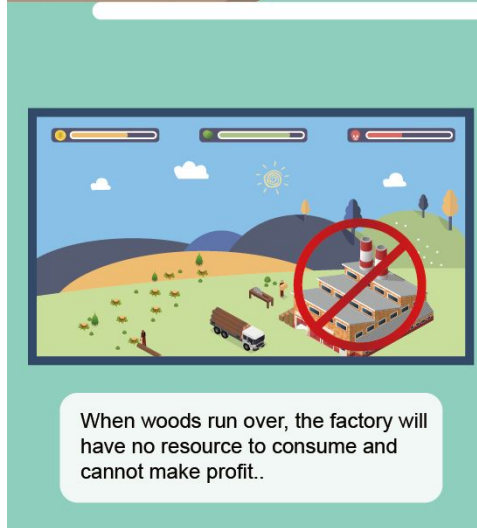 When woods run over, the factory will
have no resource to consume and
cannot make profit..